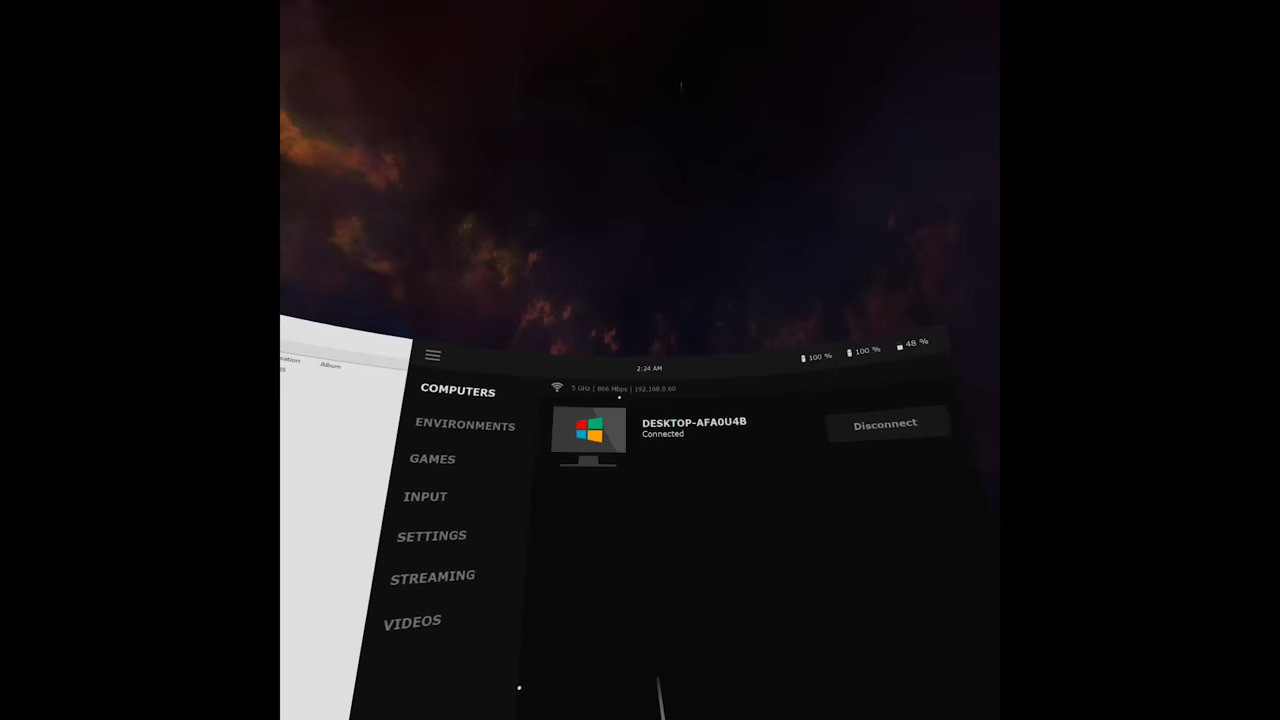 Album
2:24 AM
100 %
100 %
48 %
5 GHz | 866 Mbps | 192.168.0.60
COMPUTERS
ENVIRONMENTS
GAMES
INPUT
SETTINGS
STREAMING
VIDEOS
DESKTOP-AFA0U4B
Connected
Disconnect